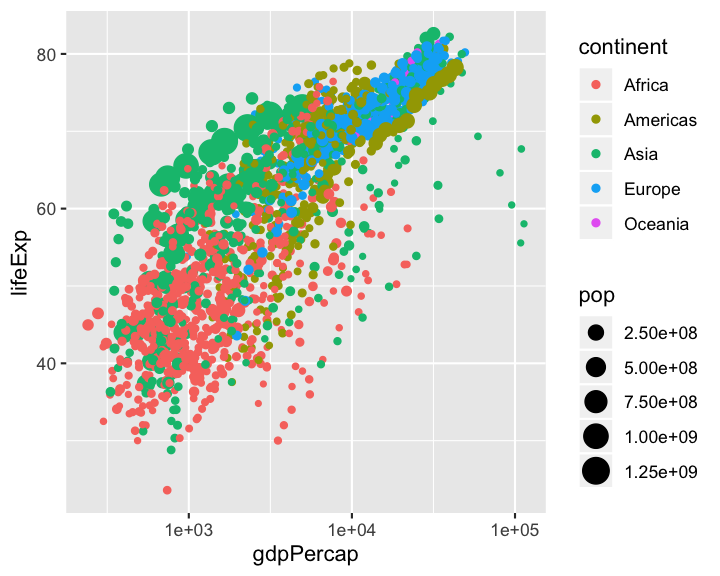 80
60
40
lifeExp
1e+03
1e+04
1e+05
gdpPercap
continent
Africa
Americas
Asia
Europe
Oceania
pop
2.50e+08
5.00e+08
7.50e+08
1.00e+09
1.25e+09